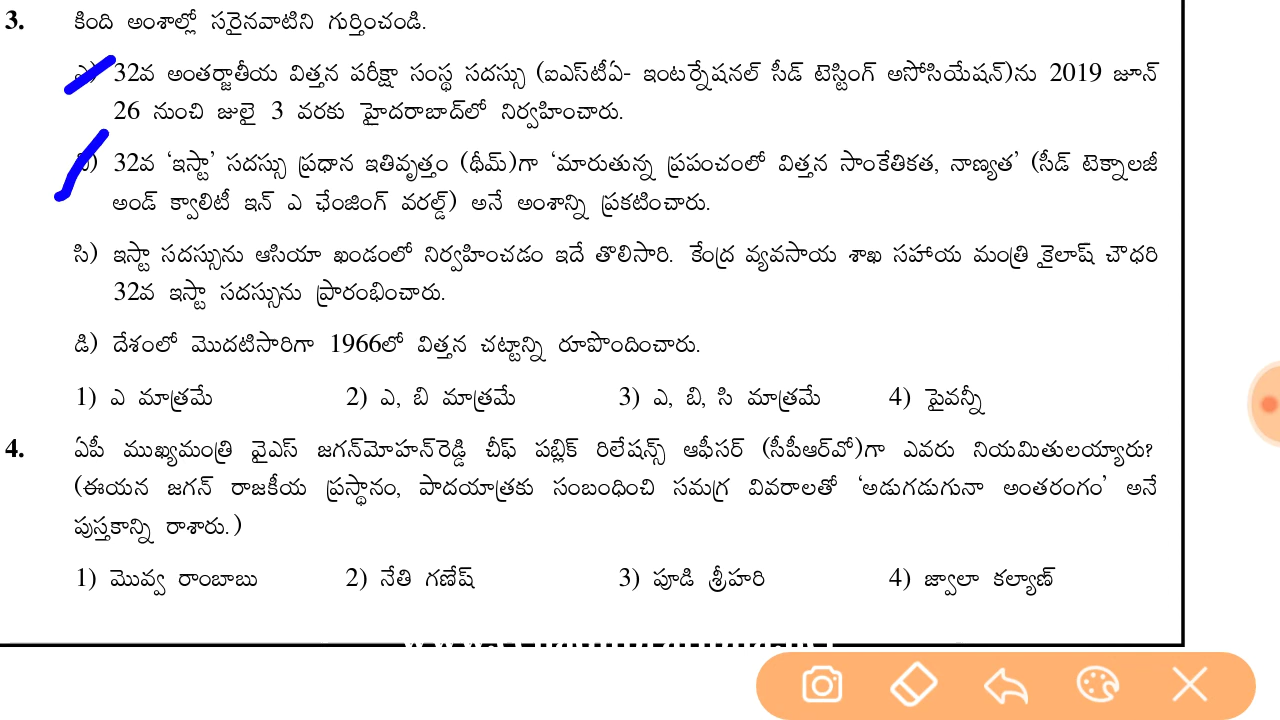 3. కింది అంశాల్లో సరైనవాటిని గుర్తించండి.
ఎ) 32వ అంతర్జాతీయ విత్తన పరీక్షా సంస్థ సదస్సు (ఐఎస్‌టీఏ- ఇంటర్నేషనల్ సీడ్ టెస్టింగ్ అసోసియేషన్)ను 2019 జూన్
26 నుంచి జులై 3 వరకు హైదరాబాద్‌లో నిర్వహించారు.
బి) 32వ ‘ఇస్టా’ సదస్సు ప్రధాన ఇతివృత్తం (థీమ్)గా ‘మారుతున్న ప్రపంచంలో విత్తన సాంకేతికత, నాణ్యత’ (సీడ్ టెక్నాలజీ
అండ్ క్వాలిటీ ఇన్ ఎ ఛేంజింగ్ వరల్డ్) అనే అంశాన్ని ప్రకటించారు.
సి) ఇస్టా సదస్సును ఆసియా ఖండంలో నిర్వహించడం ఇదే తొలిసారి. కేంద్ర వ్యవసాయ శాఖ సహాయ మంత్రి కైలాష్ చౌధరి
32వ ఇస్టా సదస్సును ప్రారంభించారు.
డి) దేశంలో మొదటిసారిగా 1966లో విత్తన చట్టాన్ని రూపొందించారు.
1) ఎ మాత్రమే 2) ఎ, బి మాత్రమే 3) ఎ, బి, సి మాత్రమే 4) పైవన్నీ
4. ఏపీ ముఖ్యమంత్రి వైఎస్ జగన్‌మోహన్‌రెడ్డి చీఫ్ పబ్లిక్ రిలేషన్స్ ఆఫీసర్ (సీపీఆర్‌వో)గా ఎవరు నియమితులయ్యారు?
(ఈయన జగన్ రాజకీయ ప్రస్థానం, పాదయాత్రకు సంబంధించి సమగ్ర వివరాలతో ‘అడుగడుగునా అంతరంగం’ అనే
పుస్తకాన్ని రాశారు.)
1) మొవ్వ రాంబాబు 2) నేతి గణేష్ 3) పూడి శ్రీహరి 4) జ్వాలా కల్యాణ్